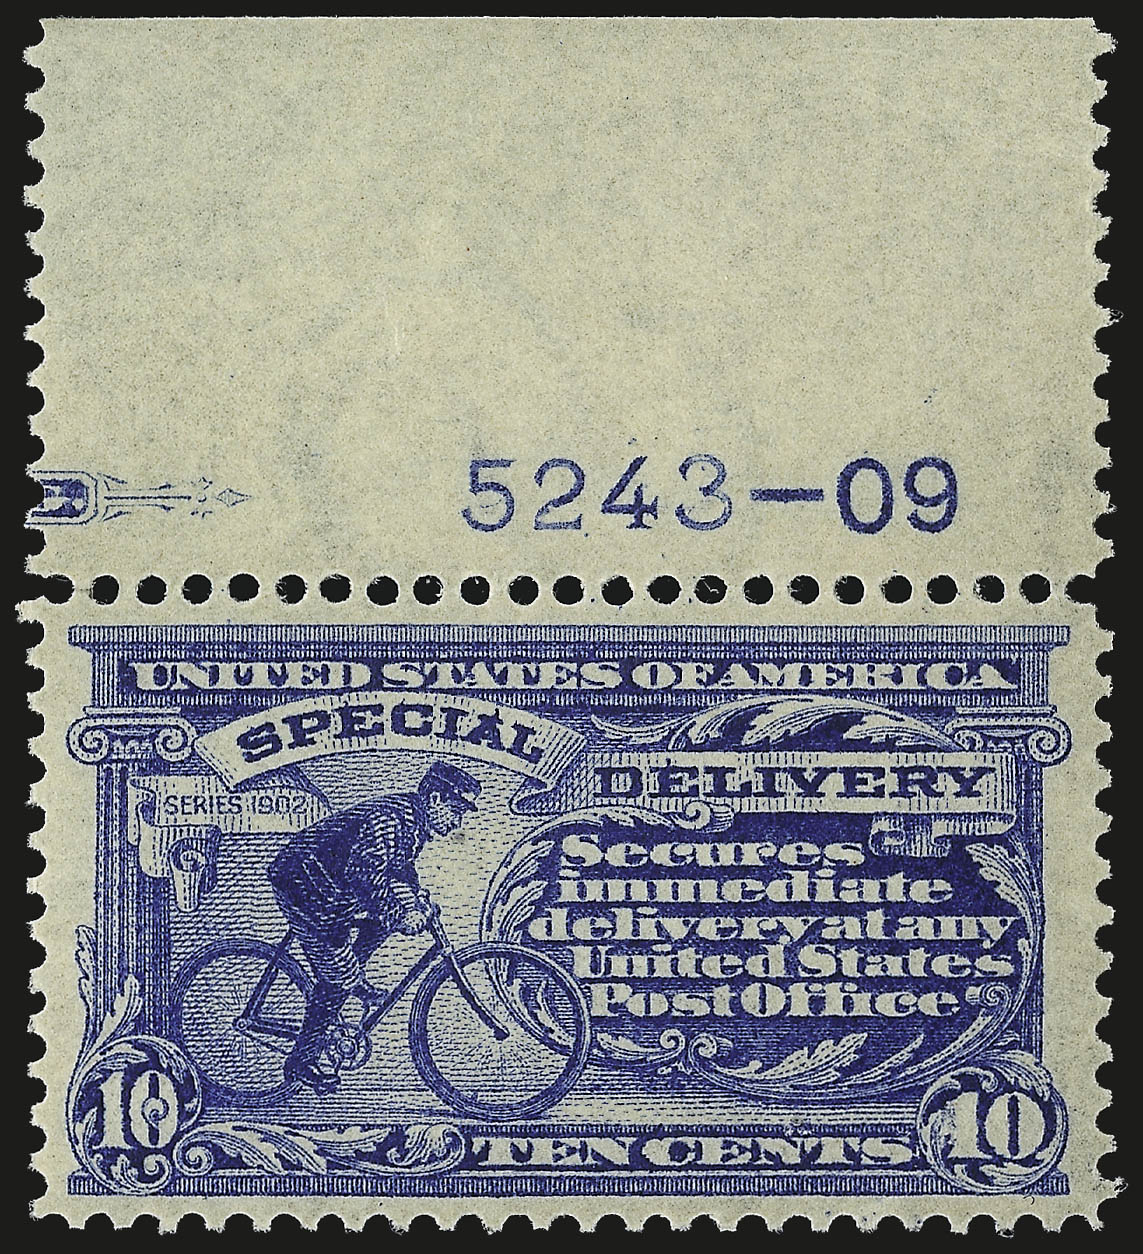 5243-09
UNITED STATES OF AMERICA
SPECIAL
DELIVERY
SERIES 1902
Secures
immediate
delivery at any
United States
Post Office
10
TEN CENTS
10